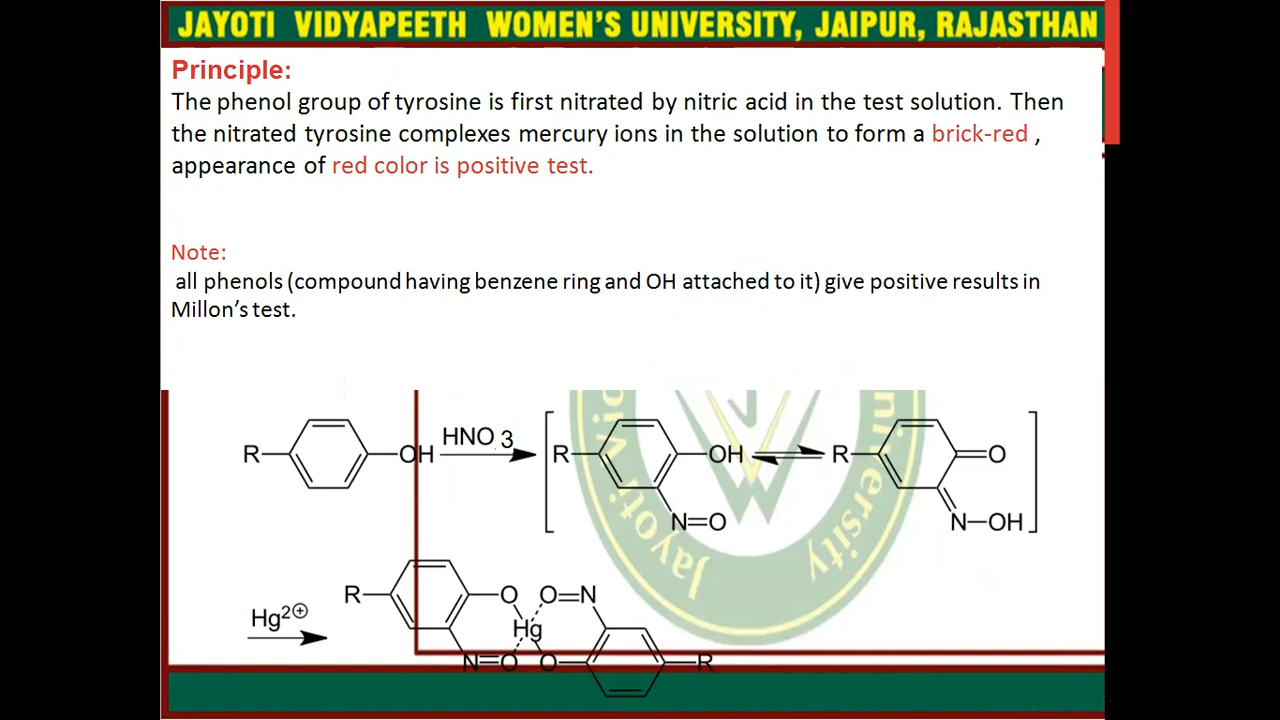 JAYOTI VIDYAPEETH WOMEN'S UNIVERSITY, JAIPUR, RAJASTHAN
Principle:
The phenol group of tyrosine is first nitrated by nitric acid in the test solution. Then
the nitrated tyrosine complexes mercury ions in the solution to form a brick-red ,
appearance of red color is positive test.
Note:
all phenols (compound having benzene ring and OH attached to it) give positive results in
Millon's test.
R OH HNO 3 R OH N=O R O N-OH
Hg2⊕ R O O=N Hg N=O O R
Jayoti Vi
niversity